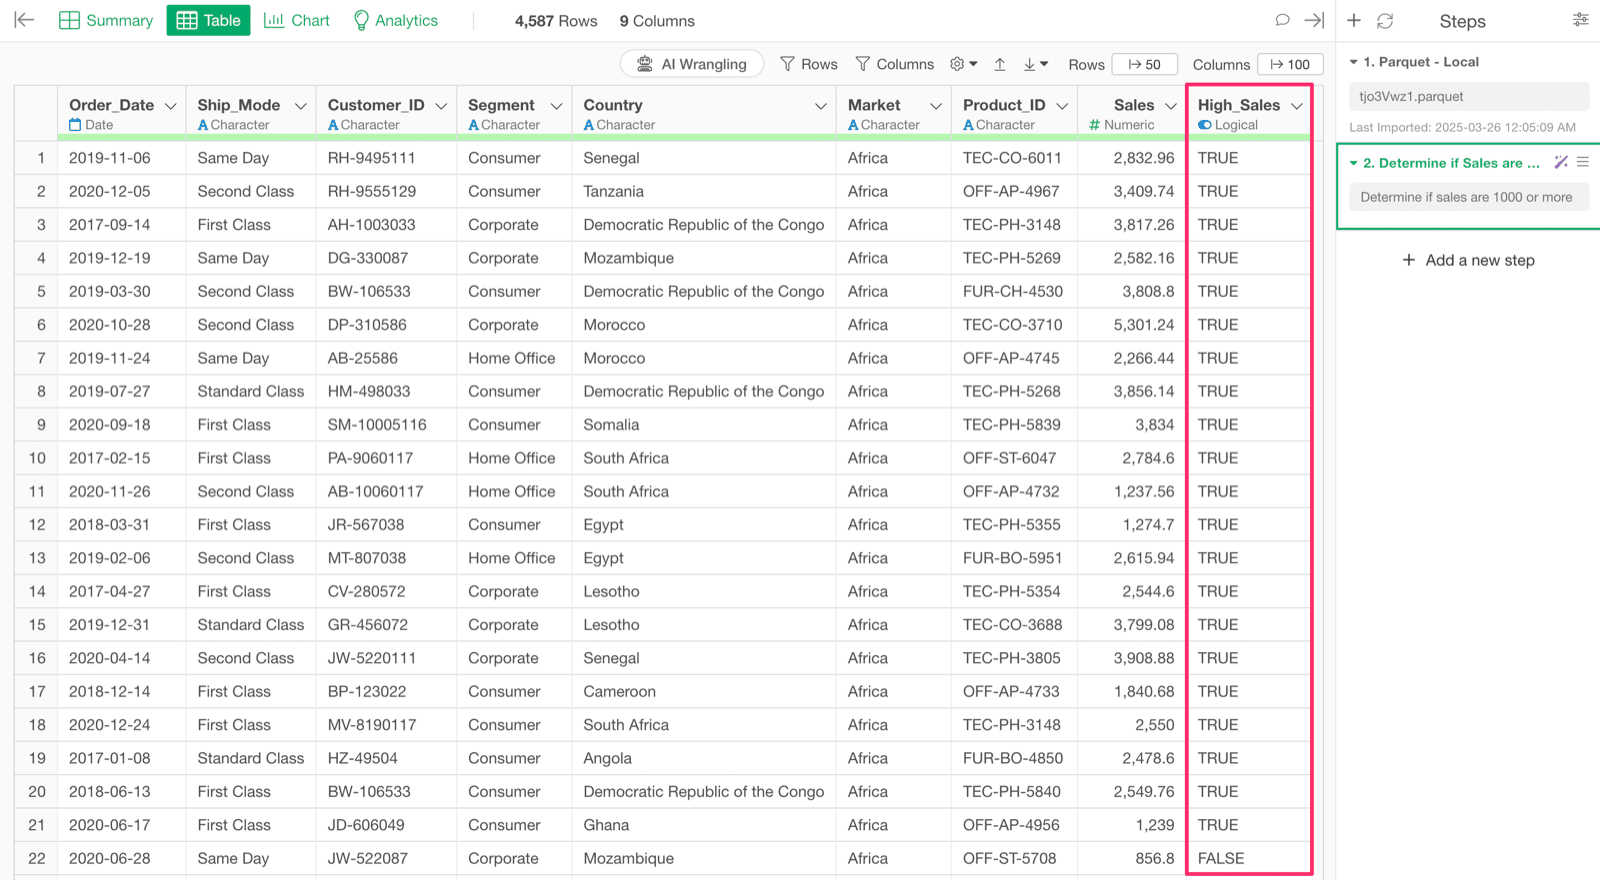 Summary Table Chart Analytics 4,587 Rows 9 Columns
Steps
AI Wrangling Rows Columns Rows 50 Columns 100
Order_Date Ship_Mode Customer_ID Segment Country Market Product_ID Sales High_Sales
Date Character Character Character Character Character Character # Numeric Logical
1 2019-11-06 Same Day RH-9495111 Consumer Senegal Africa TEC-CO-6011 2,832.96 TRUE
2 2020-12-05 Second Class RH-9555129 Consumer Tanzania Africa OFF-AP-4967 3,409.74 TRUE
3 2017-09-14 First Class AH-1003033 Corporate Democratic Republic of the Congo Africa TEC-PH-3148 3,817.26 TRUE
4 2019-12-19 Same Day DG-330087 Corporate Mozambique Africa TEC-PH-5269 2,582.16 TRUE
5 2019-03-30 Second Class BW-106533 Consumer Democratic Republic of the Congo Africa FUR-CH-4530 3,808.8 TRUE
6 2020-10-28 Second Class DP-310586 Corporate Morocco Africa TEC-CO-3710 5,301.24 TRUE
7 2019-11-24 Same Day AB-25586 Home Office Morocco Africa OFF-AP-4745 2,266.44 TRUE
8 2019-07-27 Standard Class HM-498033 Consumer Democratic Republic of the Congo Africa TEC-PH-5268 3,856.14 TRUE
9 2020-09-18 First Class SM-10005116 Consumer Somalia Africa TEC-PH-5839 3,834 TRUE
10 2017-02-15 First Class PA-9060117 Home Office South Africa Africa OFF-ST-6047 2,784.6 TRUE
11 2020-11-26 Second Class AB-10060117 Home Office South Africa Africa OFF-AP-4732 1,237.56 TRUE
12 2018-03-31 First Class JR-567038 Consumer Egypt Africa TEC-PH-5355 1,274.7 TRUE
13 2019-02-06 Second Class MT-807038 Home Office Egypt Africa FUR-BO-5951 2,615.94 TRUE
14 2017-04-27 First Class CV-280572 Corporate Lesotho Africa TEC-PH-5354 2,544.6 TRUE
15 2019-12-31 Standard Class GR-456072 Corporate Lesotho Africa TEC-CO-3688 3,799.08 TRUE
16 2020-04-14 Second Class JW-5220111 Corporate Senegal Africa TEC-PH-3805 3,908.88 TRUE
17 2018-12-14 First Class BP-123022 Consumer Cameroon Africa OFF-AP-4733 1,840.68 TRUE
18 2020-12-24 First Class MV-8190117 Consumer South Africa Africa TEC-PH-3148 2,550 TRUE
19 2017-01-08 Standard Class HZ-49504 Consumer Angola Africa FUR-BO-4850 2,478.6 TRUE
20 2018-06-13 First Class BW-106533 Consumer Democratic Republic of the Congo Africa TEC-PH-5840 2,549.76 TRUE
21 2020-06-17 First Class JD-606049 Consumer Ghana Africa OFF-AP-4956 1,239 TRUE
22 2020-06-28 Same Day JW-522087 Corporate Mozambique Africa OFF-ST-5708 856.8 FALSE
1. Parquet - Local
tjo3Vwz1.parquet
Last Imported: 2025-03-26 12:05:09 AM
2. Determine if Sales are ...
Determine if sales are 1000 or more
+ Add a new step